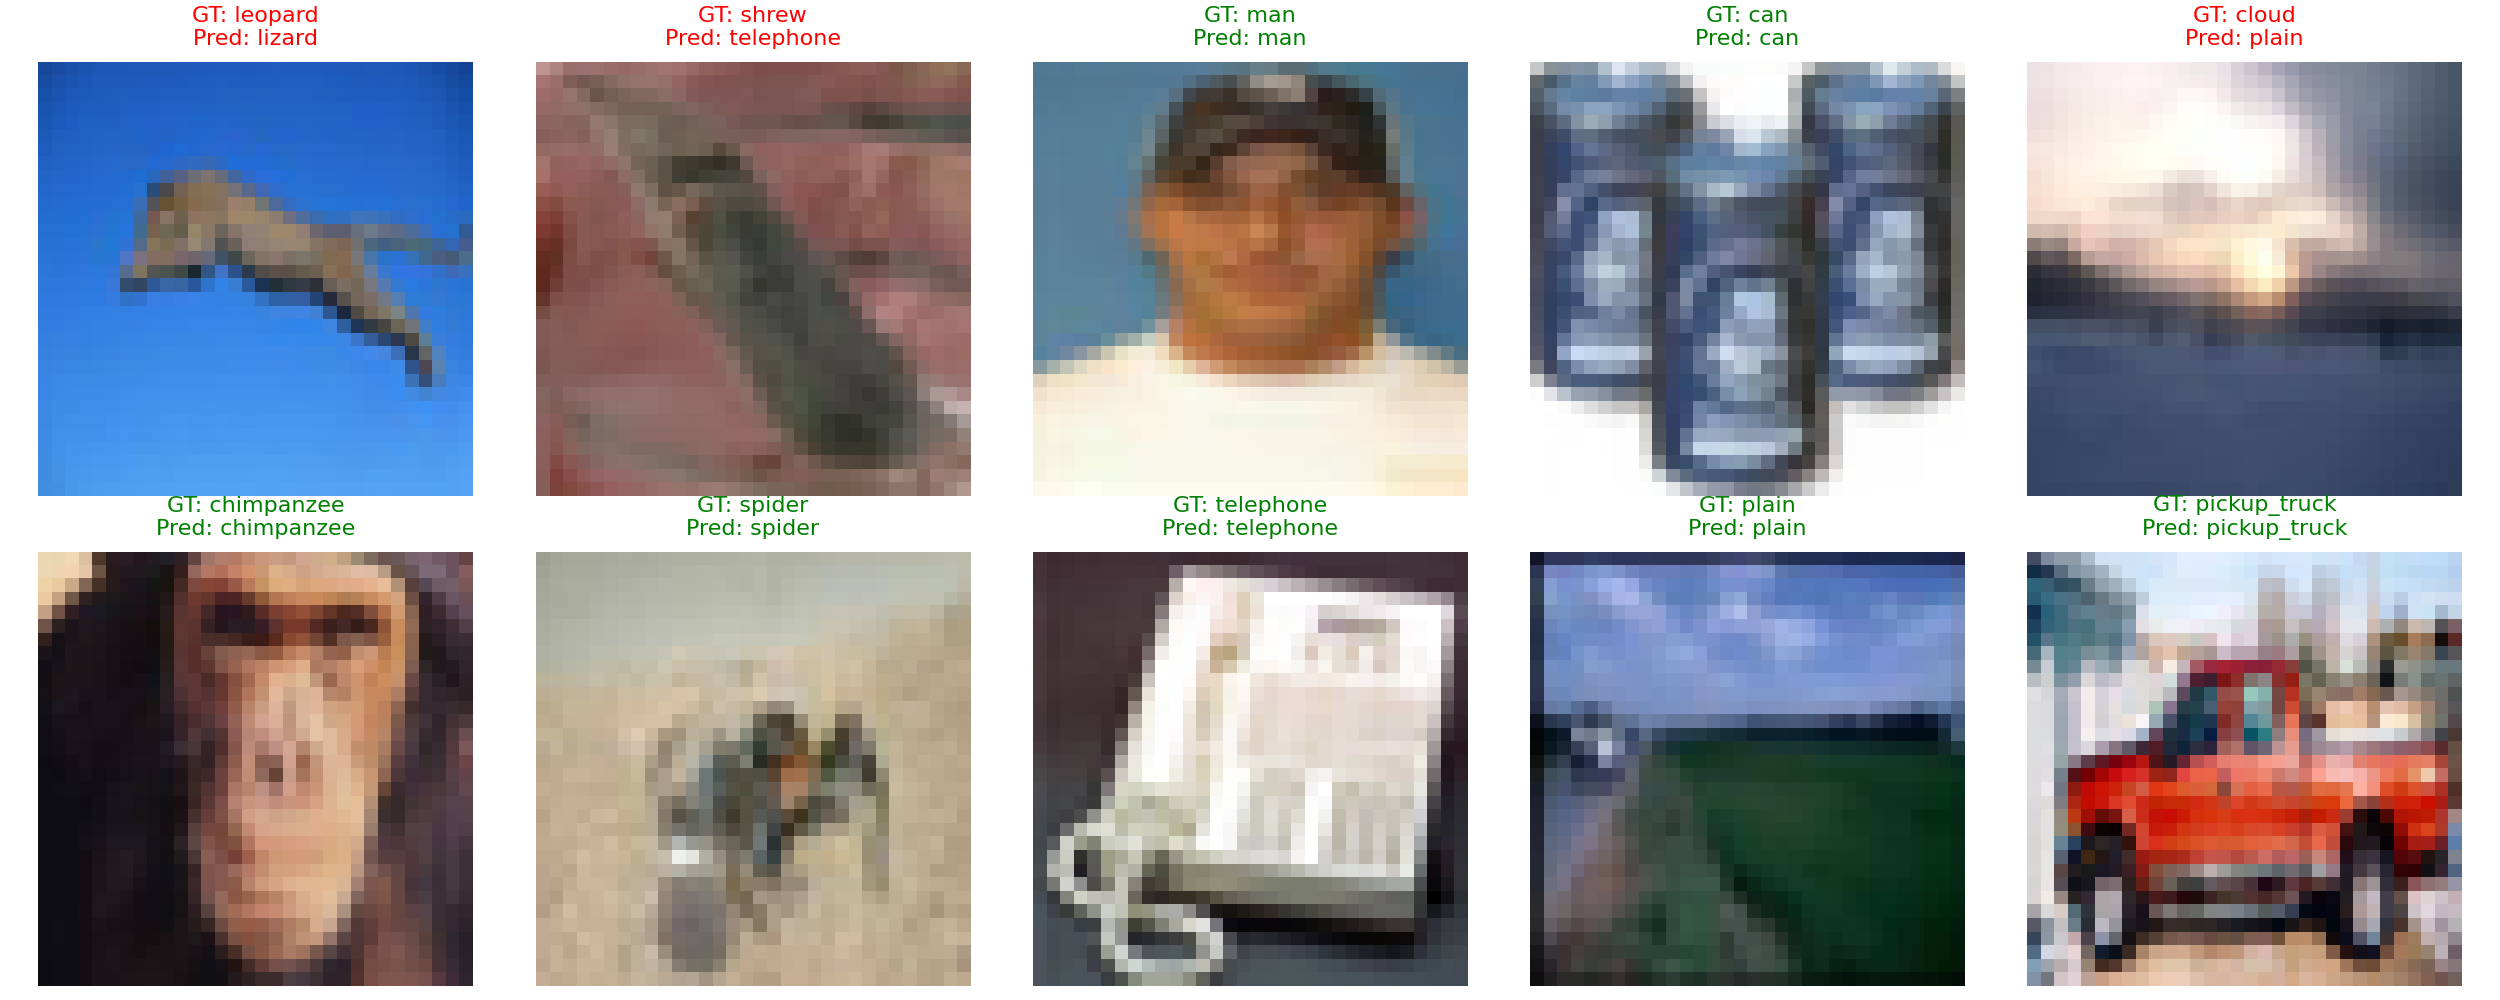 GT: leopard
Pred: lizard
GT: shrew
Pred: telephone
GT: man
Pred: man
GT: can
Pred: can
GT: cloud
Pred: plain
GT: chimpanzee
Pred: chimpanzee
GT: spider
Pred: spider
GT: telephone
Pred: telephone
GT: plain
Pred: plain
GT: pickup_truck
Pred: pickup_truck